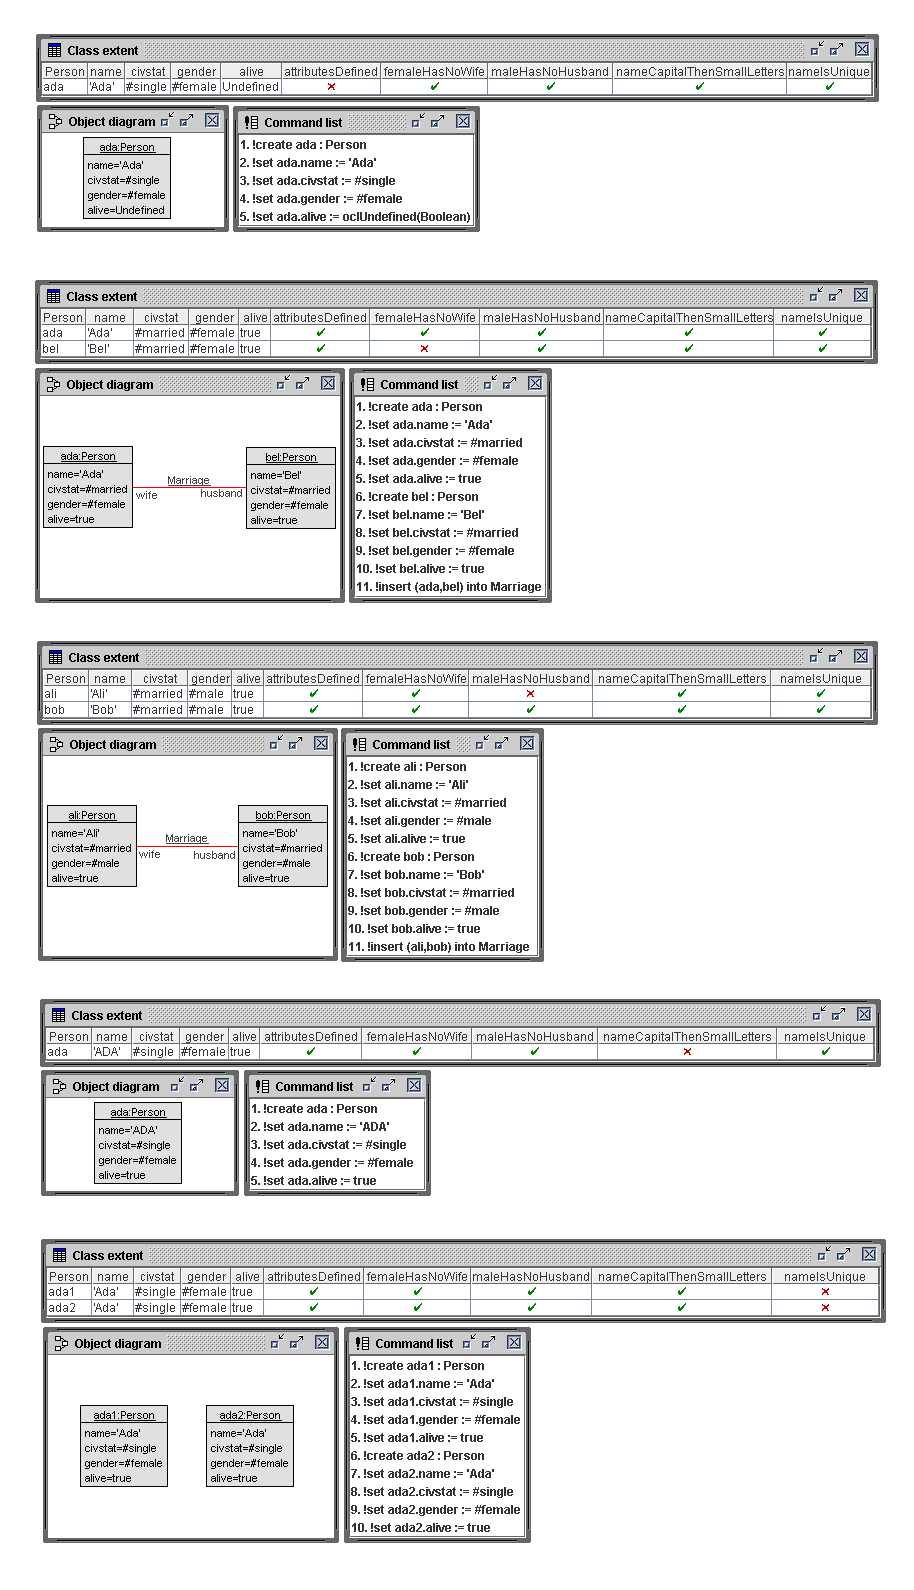 Class extent
Person name civstat gender alive attributesDefined femaleHasNoWife maleHasNoHusband nameCapitalThenSmallLetters nameIsUnique
ada 'Ada' #single #female Undefined
Object diagram
ada:Person
name='Ada'
civstat=#single
gender=#female
alive=Undefined
Command list
1. !create ada : Person
2. !set ada.name := 'Ada'
3. !set ada.civstat := #single
4. !set ada.gender := #female
5. !set ada.alive := oclUndefined(Boolean)
Class extent
Person name civstat gender alive attributesDefined femaleHasNoWife maleHasNoHusband nameCapitalThenSmallLetters nameIsUnique
ada 'Ada' #married #female true
bel 'Bel' #married #female true
Object diagram
ada:Person
name='Ada'
civstat=#married
gender=#female
alive=true
Marriage
wife husband
bel:Person
name='Bel'
civstat=#married
gender=#female
alive=true
Command list
1. !create ada : Person
2. !set ada.name := 'Ada'
3. !set ada.civstat := #married
4. !set ada.gender := #female
5. !set ada.alive := true
6. !create bel : Person
7. !set bel.name := 'Bel'
8. !set bel.civstat := #married
9. !set bel.gender := #female
10. !set bel.alive := true
11. !insert (ada,bel) into Marriage
Class extent
Person name civstat gender alive attributesDefined femaleHasNoWife maleHasNoHusband nameCapitalThenSmallLetters nameIsUnique
ali 'Ali' #married #male true
bob 'Bob' #married #male true
Object diagram
ali:Person
name='Ali'
civstat=#married
gender=#male
alive=true
Marriage
wife husband
bob:Person
name='Bob'
civstat=#married
gender=#male
alive=true
Command list
1. !create ali : Person
2. !set ali.name := 'Ali'
3. !set ali.civstat := #married
4. !set ali.gender := #male
5. !set ali.alive := true
6. !create bob : Person
7. !set bob.name := 'Bob'
8. !set bob.civstat := #married
9. !set bob.gender := #male
10. !set bob.alive := true
11. !insert (ali,bob) into Marriage
Class extent
Person name civstat gender alive attributesDefined femaleHasNoWife maleHasNoHusband nameCapitalThenSmallLetters nameIsUnique
ada 'ADA' #single #female true
Object diagram
ada:Person
name='ADA'
civstat=#single
gender=#female
alive=true
Command list
1. !create ada : Person
2. !set ada.name := 'ADA'
3. !set ada.civstat := #single
4. !set ada.gender := #female
5. !set ada.alive := true
Class extent
Person name civstat gender alive attributesDefined femaleHasNoWife maleHasNoHusband nameCapitalThenSmallLetters nameIsUnique
ada1 'Ada' #single #female true
ada2 'Ada' #single #female true
Object diagram
ada1:Person
name='Ada'
civstat=#single
gender=#female
alive=true
ada2:Person
name='Ada'
civstat=#single
gender=#female
alive=true
Command list
1. !create ada1 : Person
2. !set ada1.name := 'Ada'
3. !set ada1.civstat := #single
4. !set ada1.gender := #female
5. !set ada1.alive := true
6. !create ada2 : Person
7. !set ada2.name := 'Ada'
8. !set ada2.civstat := #single
9. !set ada2.gender := #female
10. !set ada2.alive := true